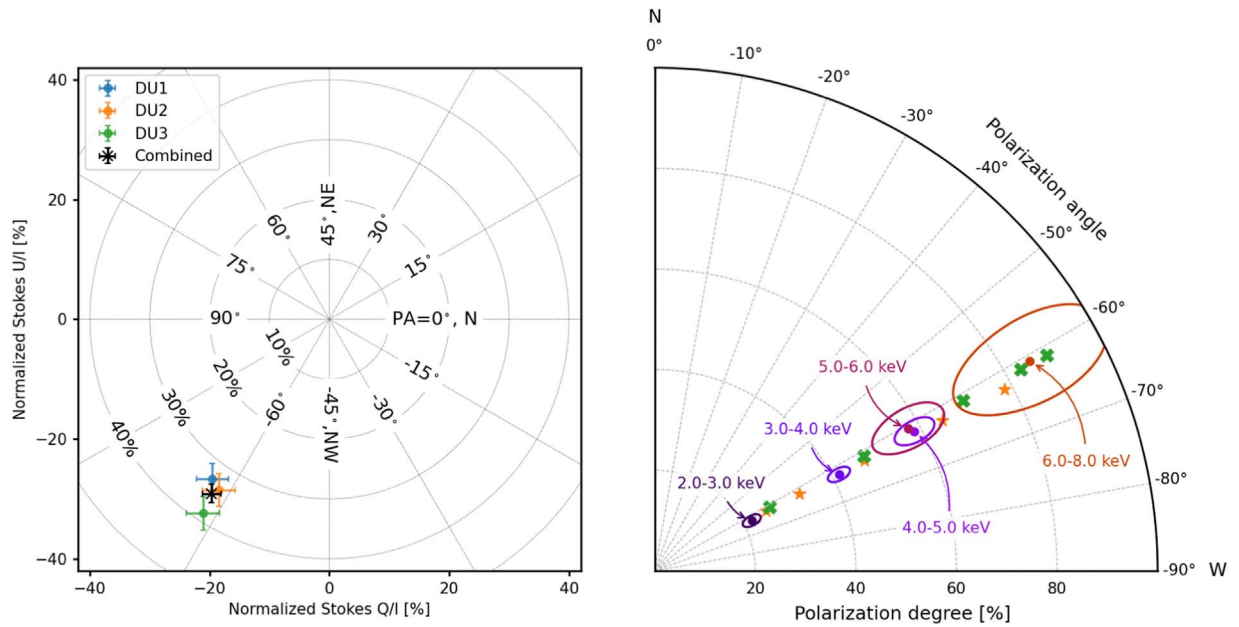 40
20
0
−20
−40
−40
−20
0
20
40
Normalized Stokes U/I [%]
Normalized Stokes Q/I [%]
DU1
DU2
DU3
Combined
60°
45°,NE
30°
75°
15°
90°
PA=0°, N
10%
20%
30%
40%
-15°
-60°
-45°,NW
-30°
N
0°
-10°
-20°
-30°
-40°
-50°
-60°
-70°
-80°
-90°
W
Polarization angle
5.0-6.0 keV
3.0-4.0 keV
2.0-3.0 keV
6.0-8.0 keV
4.0-5.0 keV
20
40
60
80
Polarization degree [%]